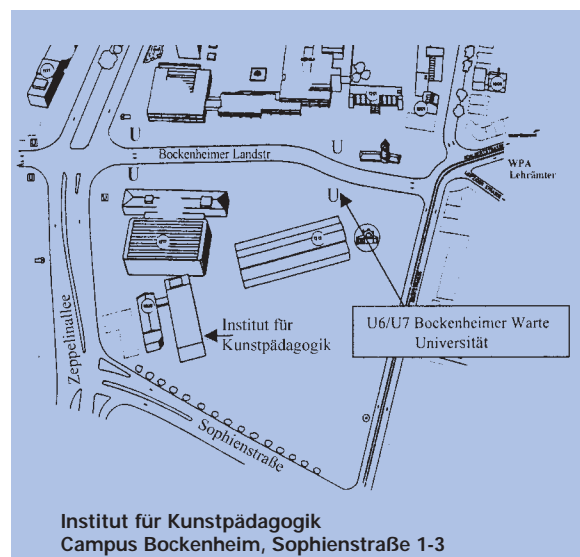 U
U
Bockenheimer Landstr
U
WPA
Lehrämter
U
U6/U7 Bockenheimer Warte
Universität
Institut für
Kunstpädagogik
Zeppelinallee
Sophienstraße
Institut für Kunstpädagogik
Campus Bockenheim, Sophienstraße 1-3